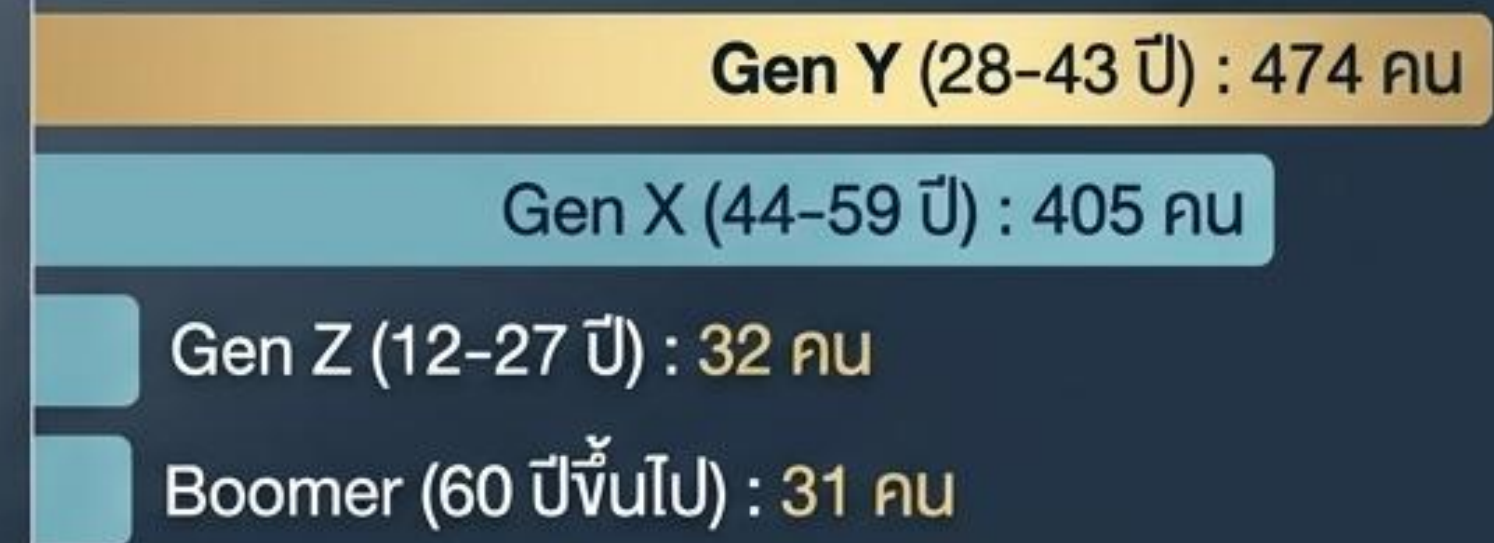 Gen Y (28-43 ปี) : 474 คน
Gen X (44-59 ปี) : 405 คน
Gen Z (12-27 ปี) : 32 คน
Boomer (60 ปีขึ้นไป) : 31 คน